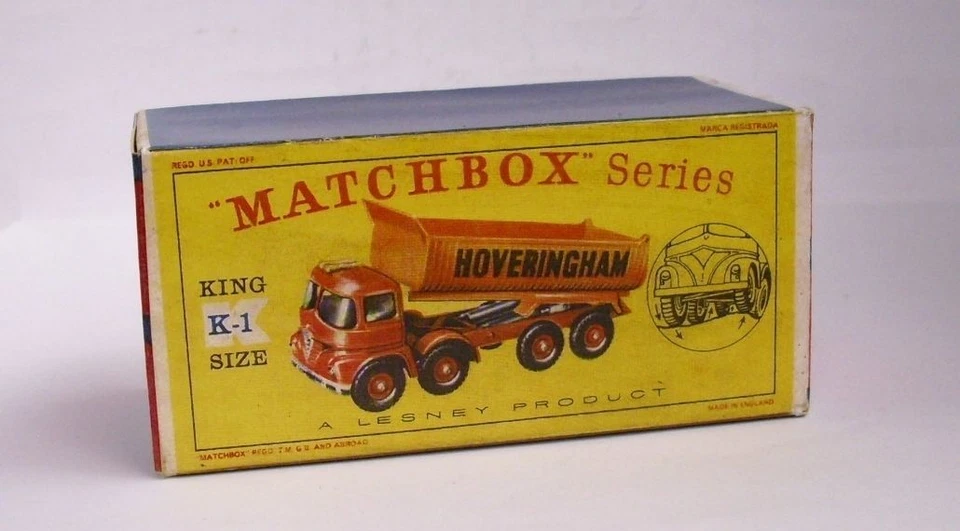 REGD U.S. PAT. OFF.
MARCA REGISTRADA
"MATCHBOX" Series
HOVERINGHAM
KING
K-1
SIZE
A LESNEY PRODUCT
"MATCHBOX" REGD. T.M. G.B. AND ABROAD
MADE IN ENGLAND